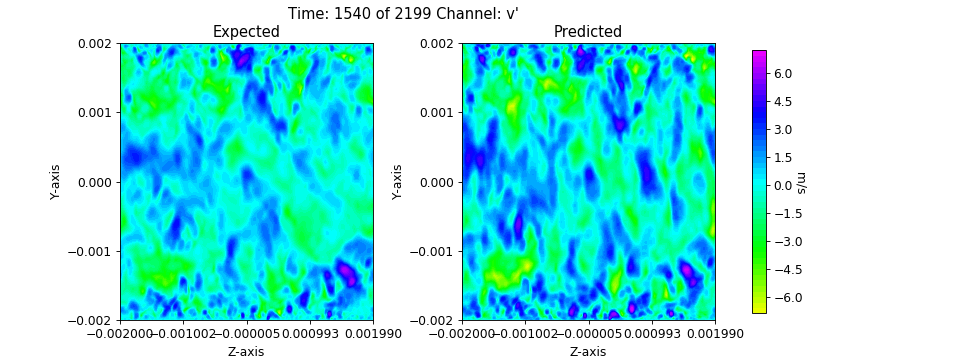 Time: 1540 of 2199 Channel: v'
Expected
Predicted
0.002
0.001
0.000
−0.001
−0.002
Y-axis
−0.002000 −0.001002 −0.000005 0.000993 0.001990
Z-axis
0.002
0.001
0.000
−0.001
−0.002
Y-axis
−0.002000 −0.001002 −0.000005 0.000993 0.001990
Z-axis
6.0
4.5
3.0
1.5
0.0
−1.5
−3.0
−4.5
−6.0
m/s